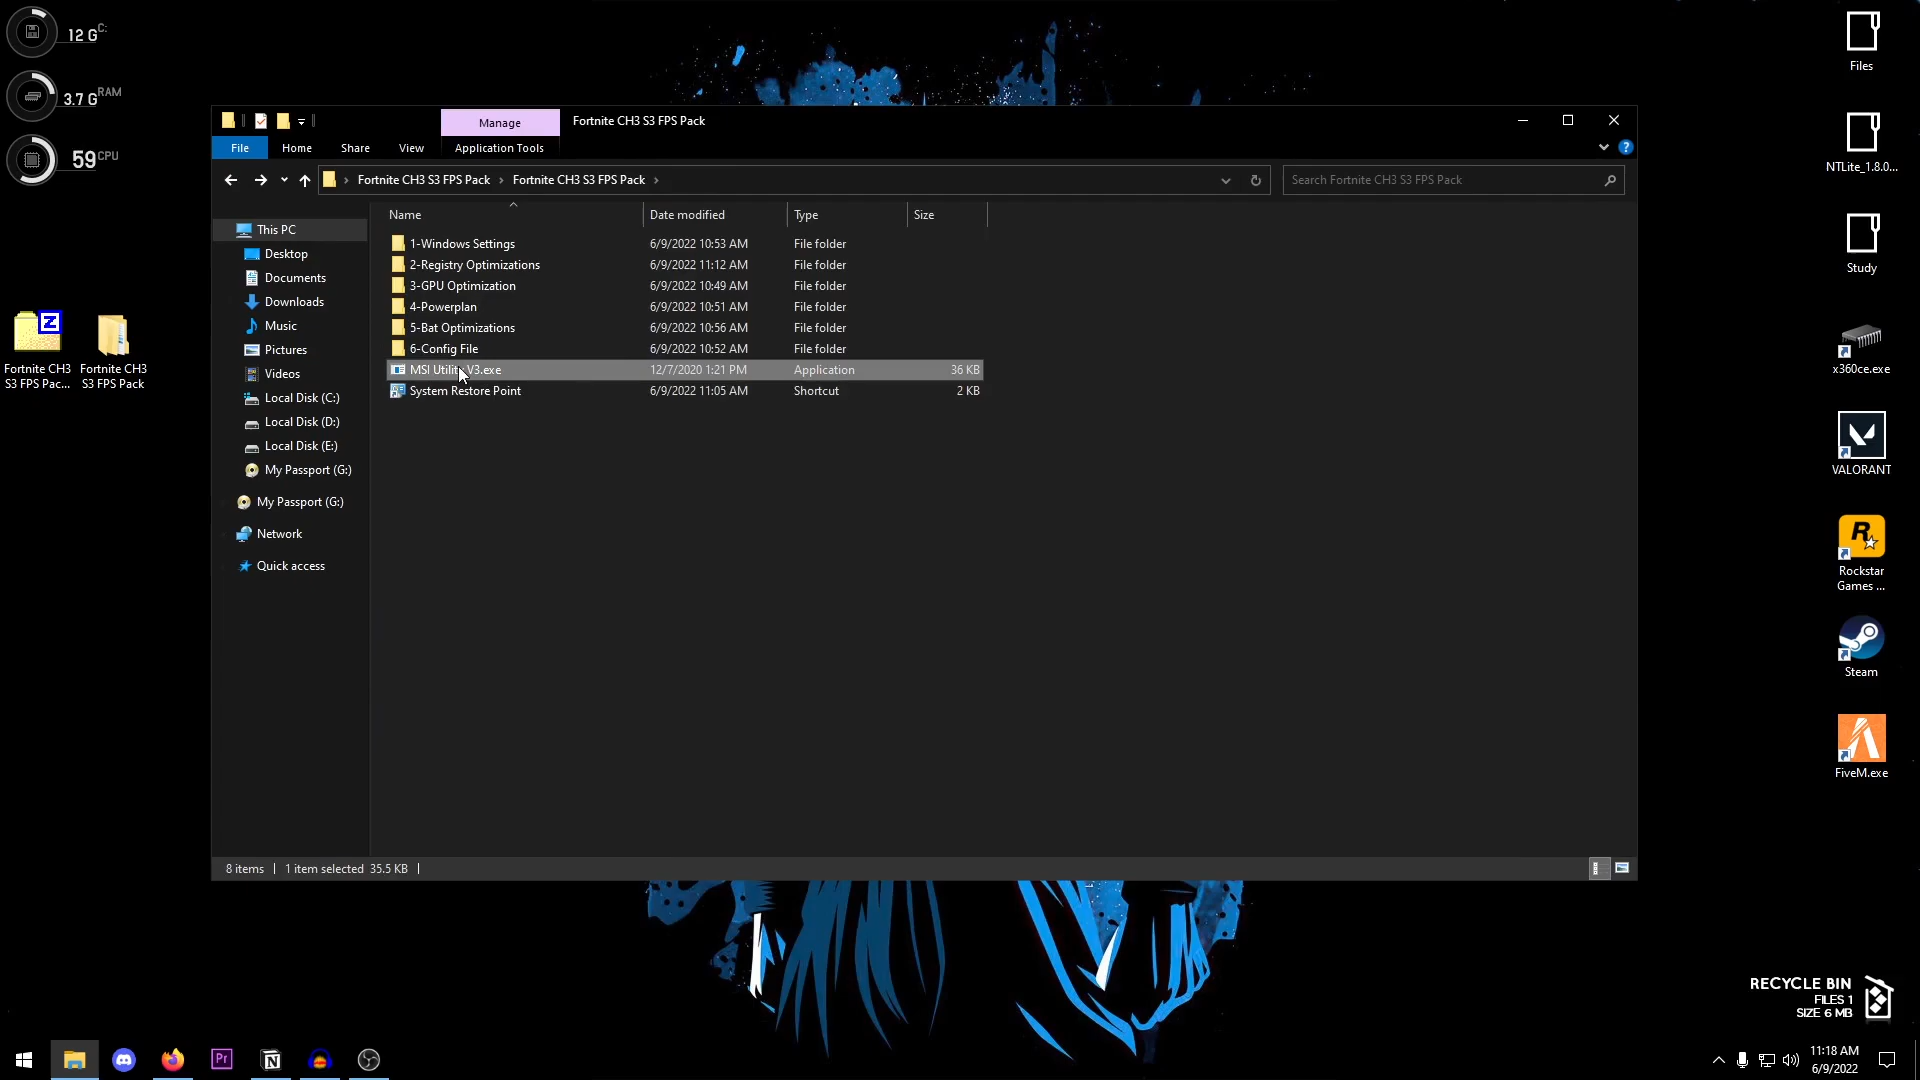 12 G C:
3.7 G RAM
59 CPU
Fortnite CH3
S3 FPS Pac...
Fortnite CH3
S3 FPS Pack
Manage
Fortnite CH3 S3 FPS Pack
File
Home
Share
View
Application Tools
Fortnite CH3 S3 FPS Pack
Fortnite CH3 S3 FPS Pack
Search Fortnite CH3 S3 FPS Pack
This PC
Desktop
Documents
Downloads
Music
Pictures
Videos
Local Disk (C:)
Local Disk (D:)
Local Disk (E:)
My Passport (G:)
My Passport (G:)
Network
Quick access
Name Date modified Type Size
1-Windows Settings 6/9/2022 10:53 AM File folder
2-Registry Optimizations 6/9/2022 11:12 AM File folder
3-GPU Optimization 6/9/2022 10:49 AM File folder
4-Powerplan 6/9/2022 10:51 AM File folder
5-Bat Optimizations 6/9/2022 10:56 AM File folder
6-Config File 6/9/2022 10:52 AM File folder
MSI Utility V3.exe 12/7/2020 1:21 PM Application 36 KB
System Restore Point 6/9/2022 11:05 AM Shortcut 2 KB
8 items
1 item selected 35.5 KB
Files
NTLite_1.8.0...
Study
x360ce.exe
VALORANT
Rockstar
Games ...
Steam
FiveM.exe
RECYCLE BIN
FILES 1
SIZE 6 MB
Pr
11:18 AM
6/9/2022